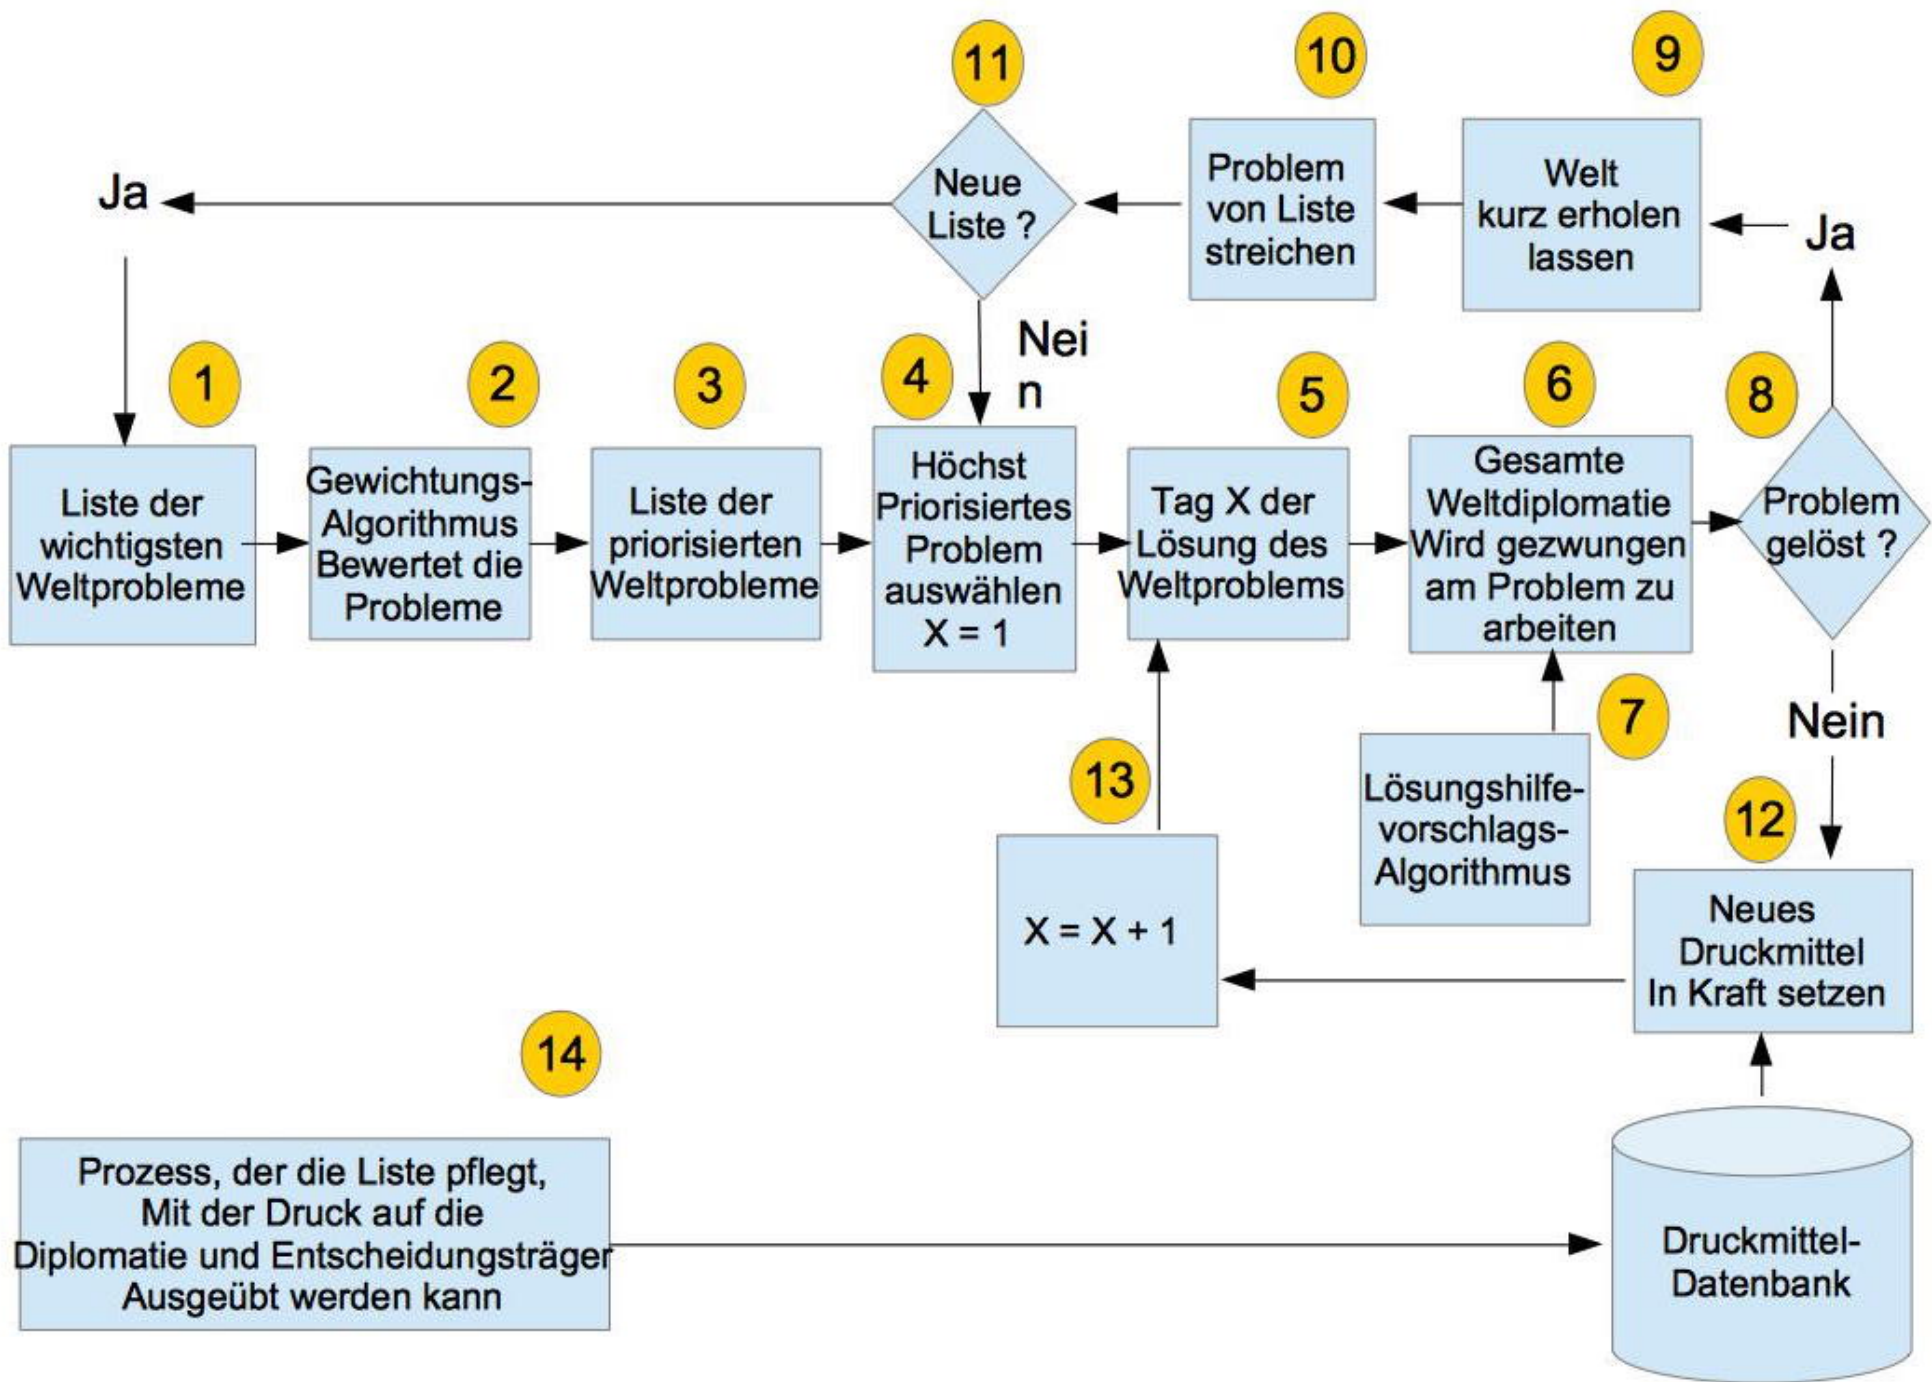 11
10
9
Ja
Neue
Liste ?
Problem
von Liste
streichen
Welt
kurz erholen
lassen
Ja
Nei
n
1
2
3
4
5
6
8
Liste der
wichtigsten
Weltprobleme
Gewichtungs-
Algorithmus
Bewertet die
Probleme
Liste der
priorisierten
Weltprobleme
Höchst
Priorisiertes
Problem
auswählen
X = 1
Tag X der
Lösung des
Weltproblems
Gesamte
Weltdiplomatie
Wird gezwungen
am Problem zu
arbeiten
Problem
gelöst ?
7
Nein
13
Lösungshilfe-
vorschlags-
Algorithmus
12
X = X + 1
Neues
Druckmittel
In Kraft setzen
14
Prozess, der die Liste pflegt,
Mit der Druck auf die
Diplomatie und Entscheidungsträger
Ausgeübt werden kann
Druckmittel-
Datenbank